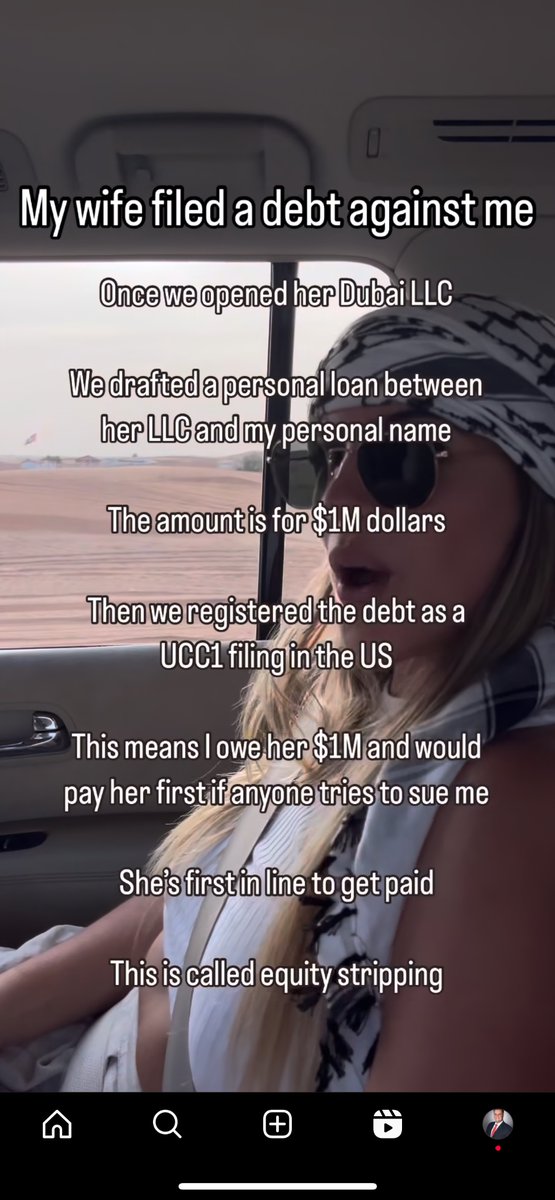 My wife filed a debt against me
Once we opened her Dubai LLC
We drafted a personal loan between
her LLC and my personal name
The amount is for $1M dollars
Then we registered the debt as a
UCC1 filing in the US
This means I owe her $1M and would
pay her first if anyone tries to sue me
She's first in line to get paid
This is called equity stripping